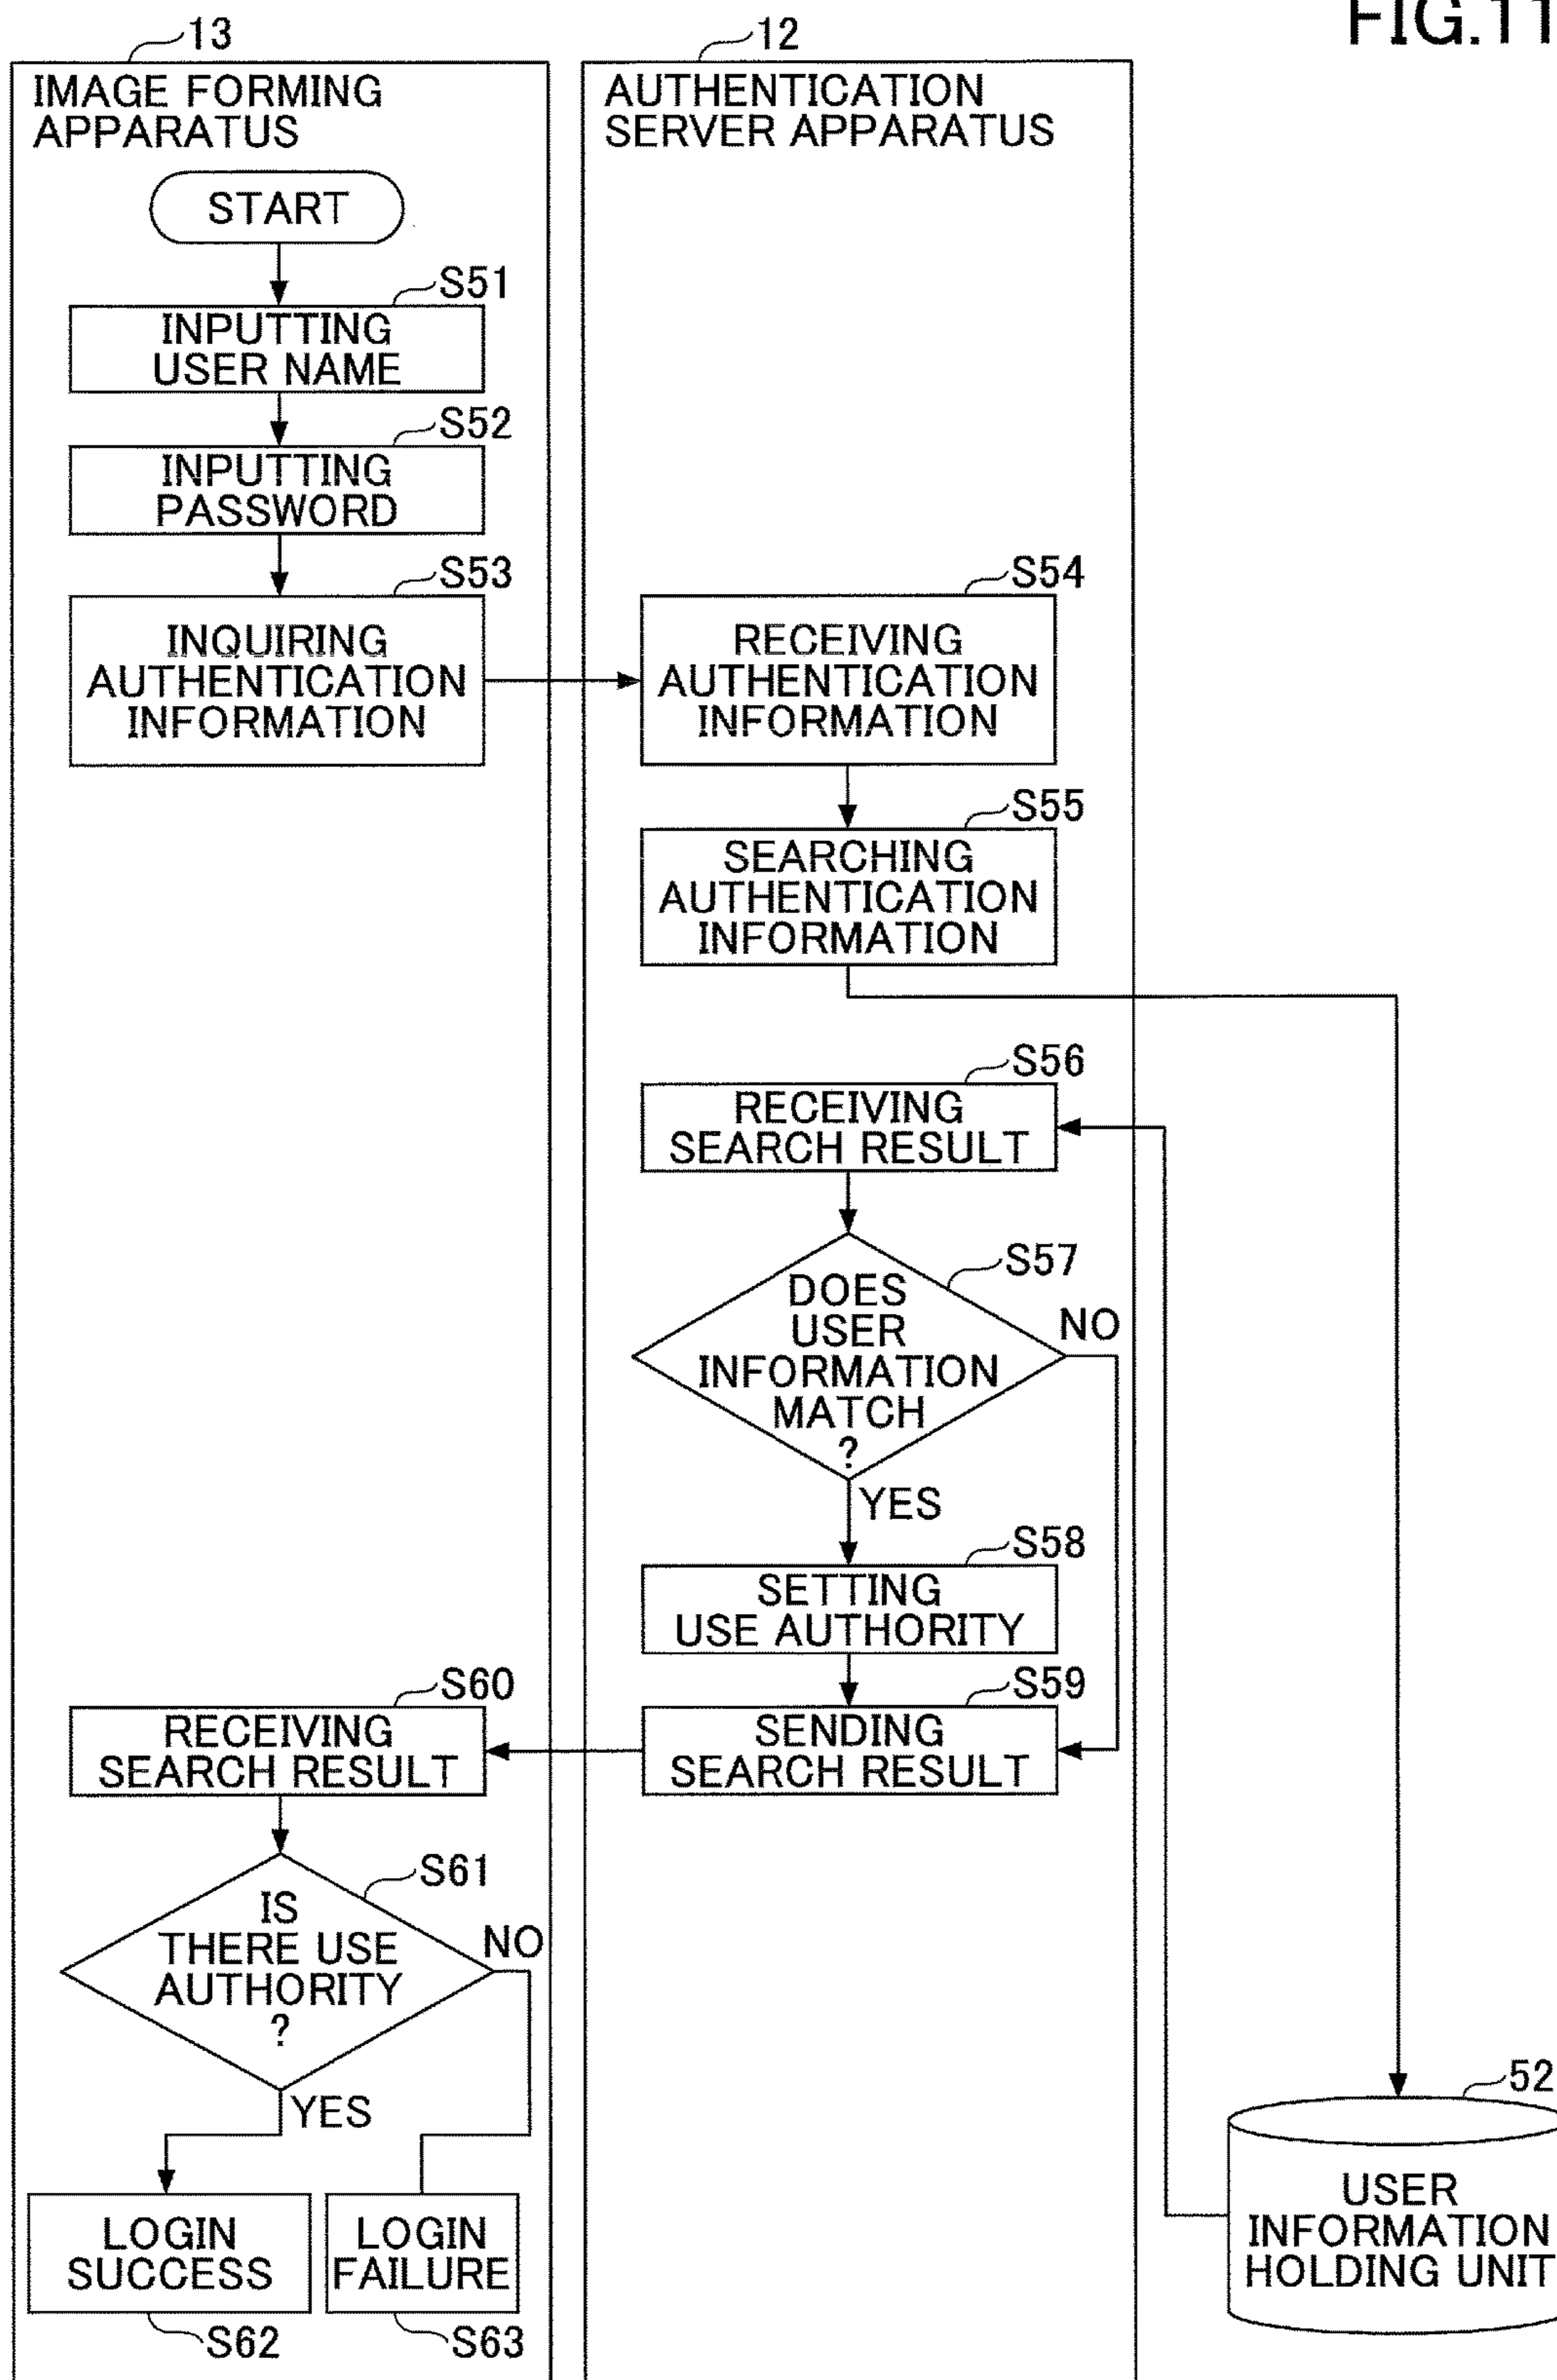 FIG.11
13
IMAGE FORMING
APPARATUS
START
S51
INPUTTING
USER NAME
S52
INPUTTING
PASSWORD
S53
INQUIRING
AUTHENTICATION
INFORMATION
12
AUTHENTICATION
SERVER APPARATUS
S54
RECEIVING
AUTHENTICATION
INFORMATION
S55
SEARCHING
AUTHENTICATION
INFORMATION
S56
RECEIVING
SEARCH RESULT
S57
DOES
USER
INFORMATION
MATCH
?
NO
YES
S58
SETTING
USE AUTHORITY
S59
SENDING
SEARCH RESULT
S60
RECEIVING
SEARCH RESULT
S61
IS
THERE USE
AUTHORITY
?
NO
YES
LOGIN
SUCCESS
S62
LOGIN
FAILURE
S63
52
USER
INFORMATION
HOLDING UNIT